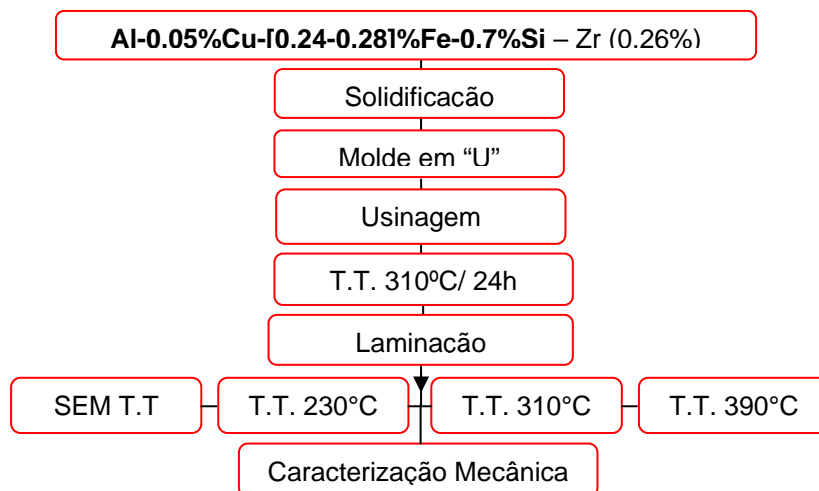 Al-0.05%Cu-[0.24-0.28]%Fe-0.7%Si – Zr (0.26%)
Solidificação
Molde em “U”
Usinagem
T.T. 310ºC/ 24h
Laminação
SEM T.T
T.T. 230°C
T.T. 310°C
T.T. 390°C
Caracterização Mecânica